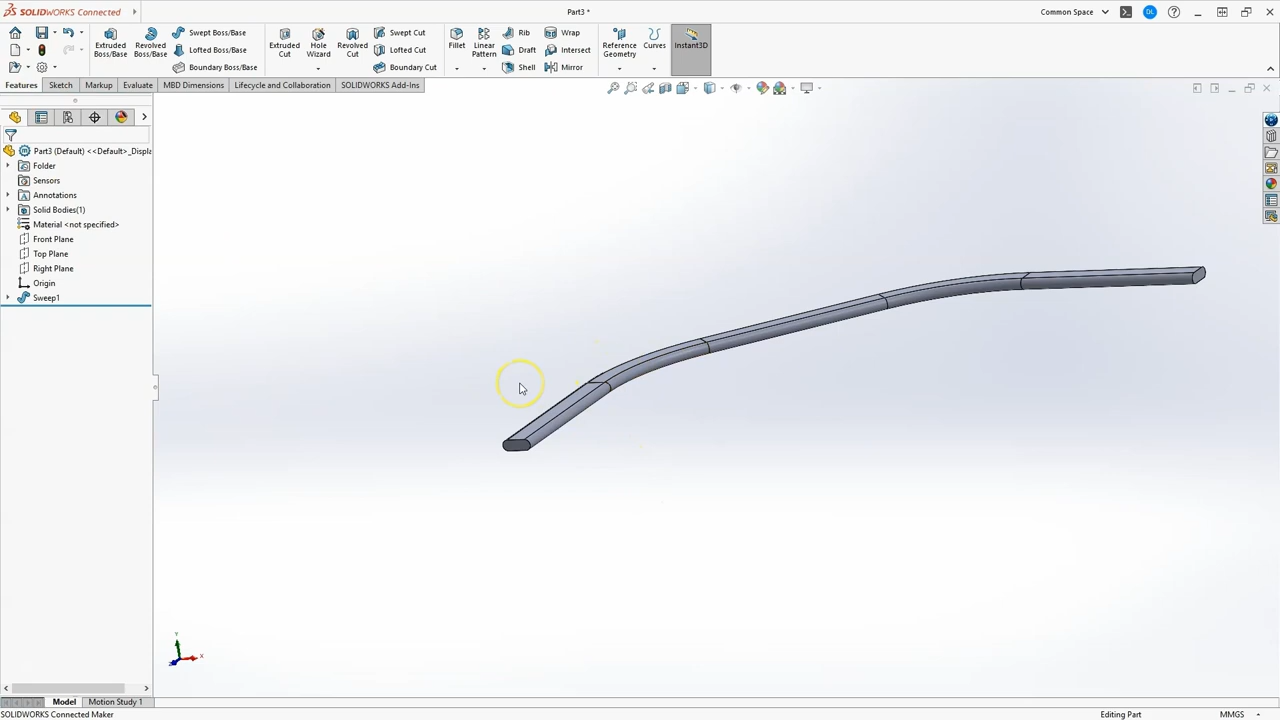 SOLIDWORKS Connected
Part3 *
Common Space
DL
Extruded Boss/Base
Revolved Boss/Base
Swept Boss/Base
Lofted Boss/Base
Boundary Boss/Base
Extruded Cut
Hole Wizard
Revolved Cut
Swept Cut
Lofted Cut
Boundary Cut
Fillet
Linear Pattern
Rib
Draft
Shell
Wrap
Intersect
Mirror
Reference Geometry
Curves
Instant3D
Features
Sketch
Markup
Evaluate
MBD Dimensions
Lifecycle and Collaboration
SOLIDWORKS Add-Ins
Part3 (Default) <<Default>_Displa
Folder
Sensors
Annotations
Solid Bodies(1)
Material <not specified>
Front Plane
Top Plane
Right Plane
Origin
Sweep1
Y
X
Model
Motion Study 1
SOLIDWORKS Connected Maker
Editing Part
MMGS